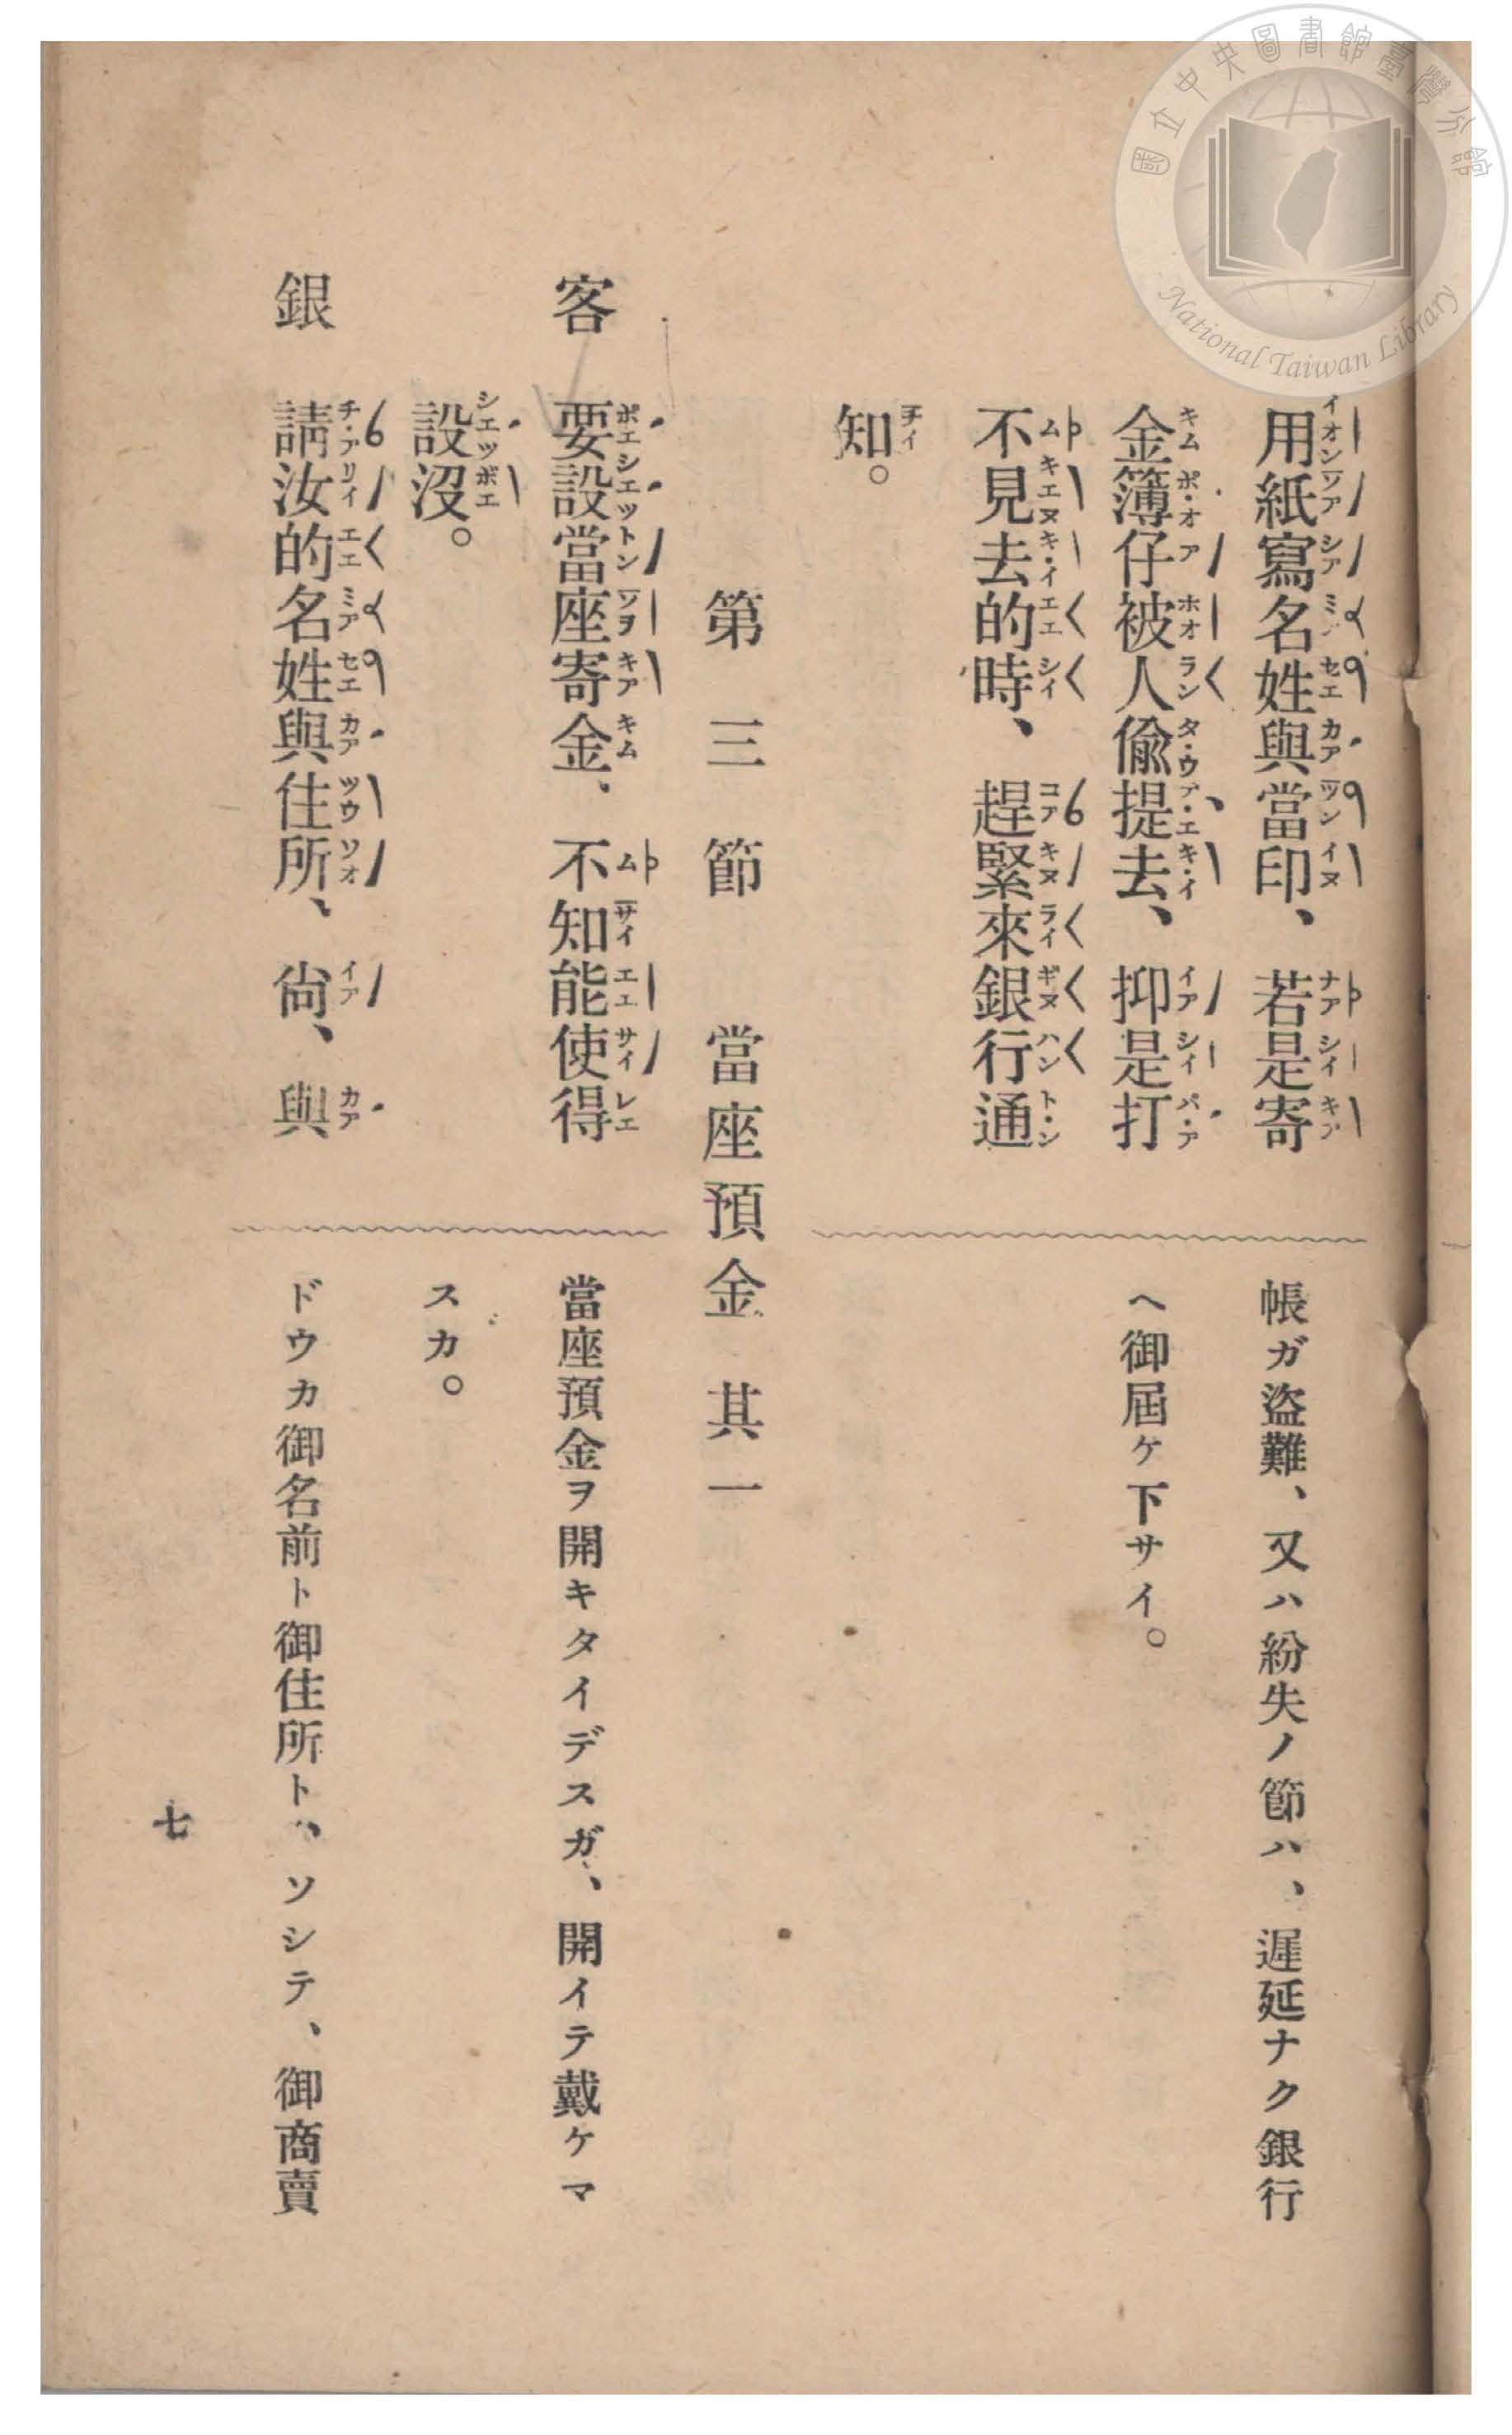 用紙寫名姓與當印、若是寄
金簿仔被人偸提去、抑是打
不見去的時、趕緊來銀行通
知。
帳ガ盜難、又ハ紛失ノ節ハ、遲延ナク銀行
ヘ御屆ケ下サイ。
第三節 當座預金 其一
客 要設當座寄金、不知能使得
設沒。
當座預金ヲ開キタイデスガ、開イテ戴ケマ
スカ。
銀 請汝的名姓與住所、尙、與
ドウカ御名前ト御住所ト、ソシテ、御商賣
七
國立中央圖書館臺灣分館
National Taiwan Library